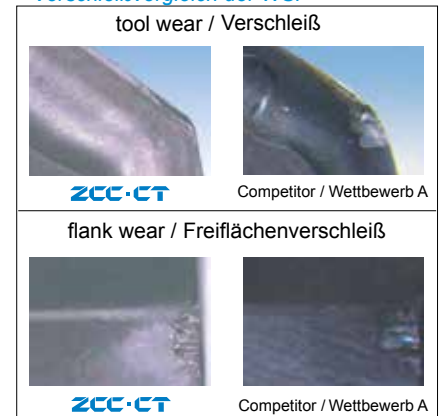 tool wear / Verschleiß
ZCC-CT
Competitor / Wettbewerb A
flank wear / Freiflächenverschleiß
ZCC-CT
Competitor / Wettbewerb A